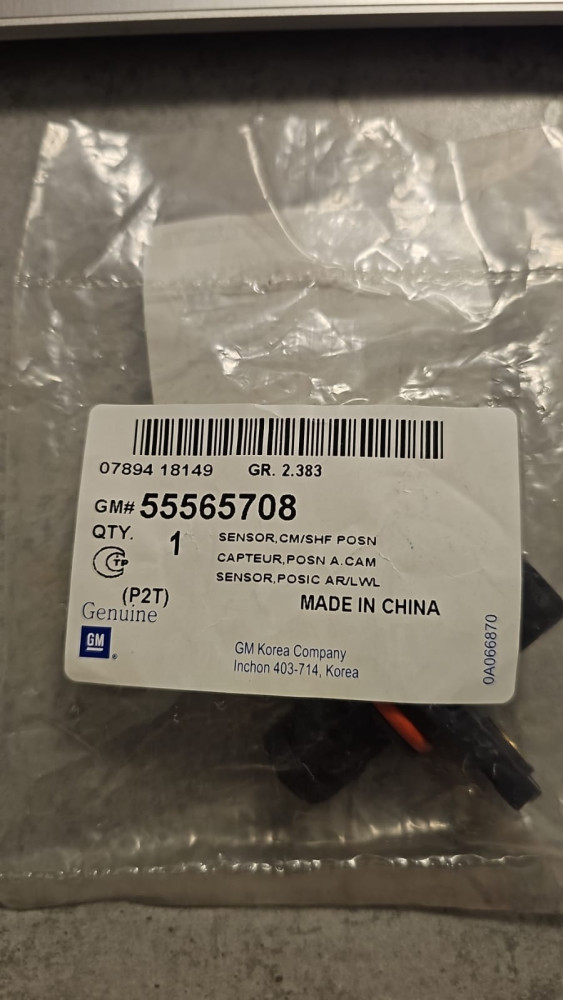 07894 18149 GR. 2.383
GM# 55565708
QTY. 1
SENSOR,CM/SHF POSN
CAPTEUR,POSN A.CAM
SENSOR,POSIC AR/LWL
CTP
(P2T)
MADE IN CHINA
Genuine
GM
GM Korea Company
Inchon 403-714, Korea
0A066870